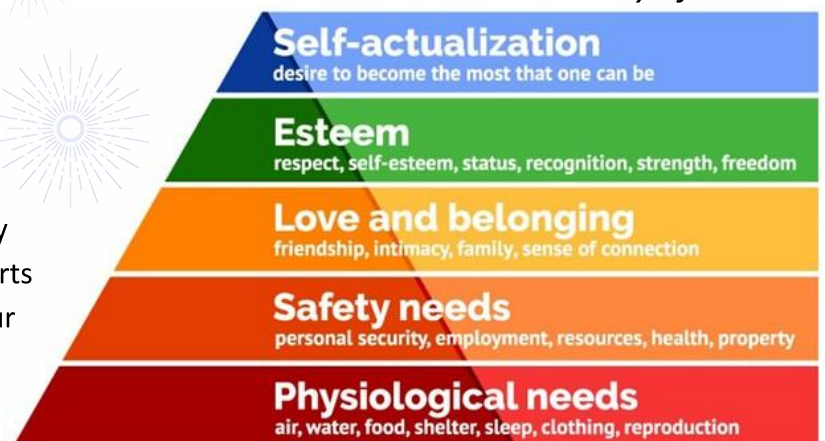 Self-actualization
desire to become the most that one can be
Esteem
respect, self-esteem, status, recognition, strength, freedom
Love and belonging
friendship, intimacy, family, sense of connection
Safety needs
personal security, employment, resources, health, property
Physiological needs
air, water, food, shelter, sleep, clothing, reproduction